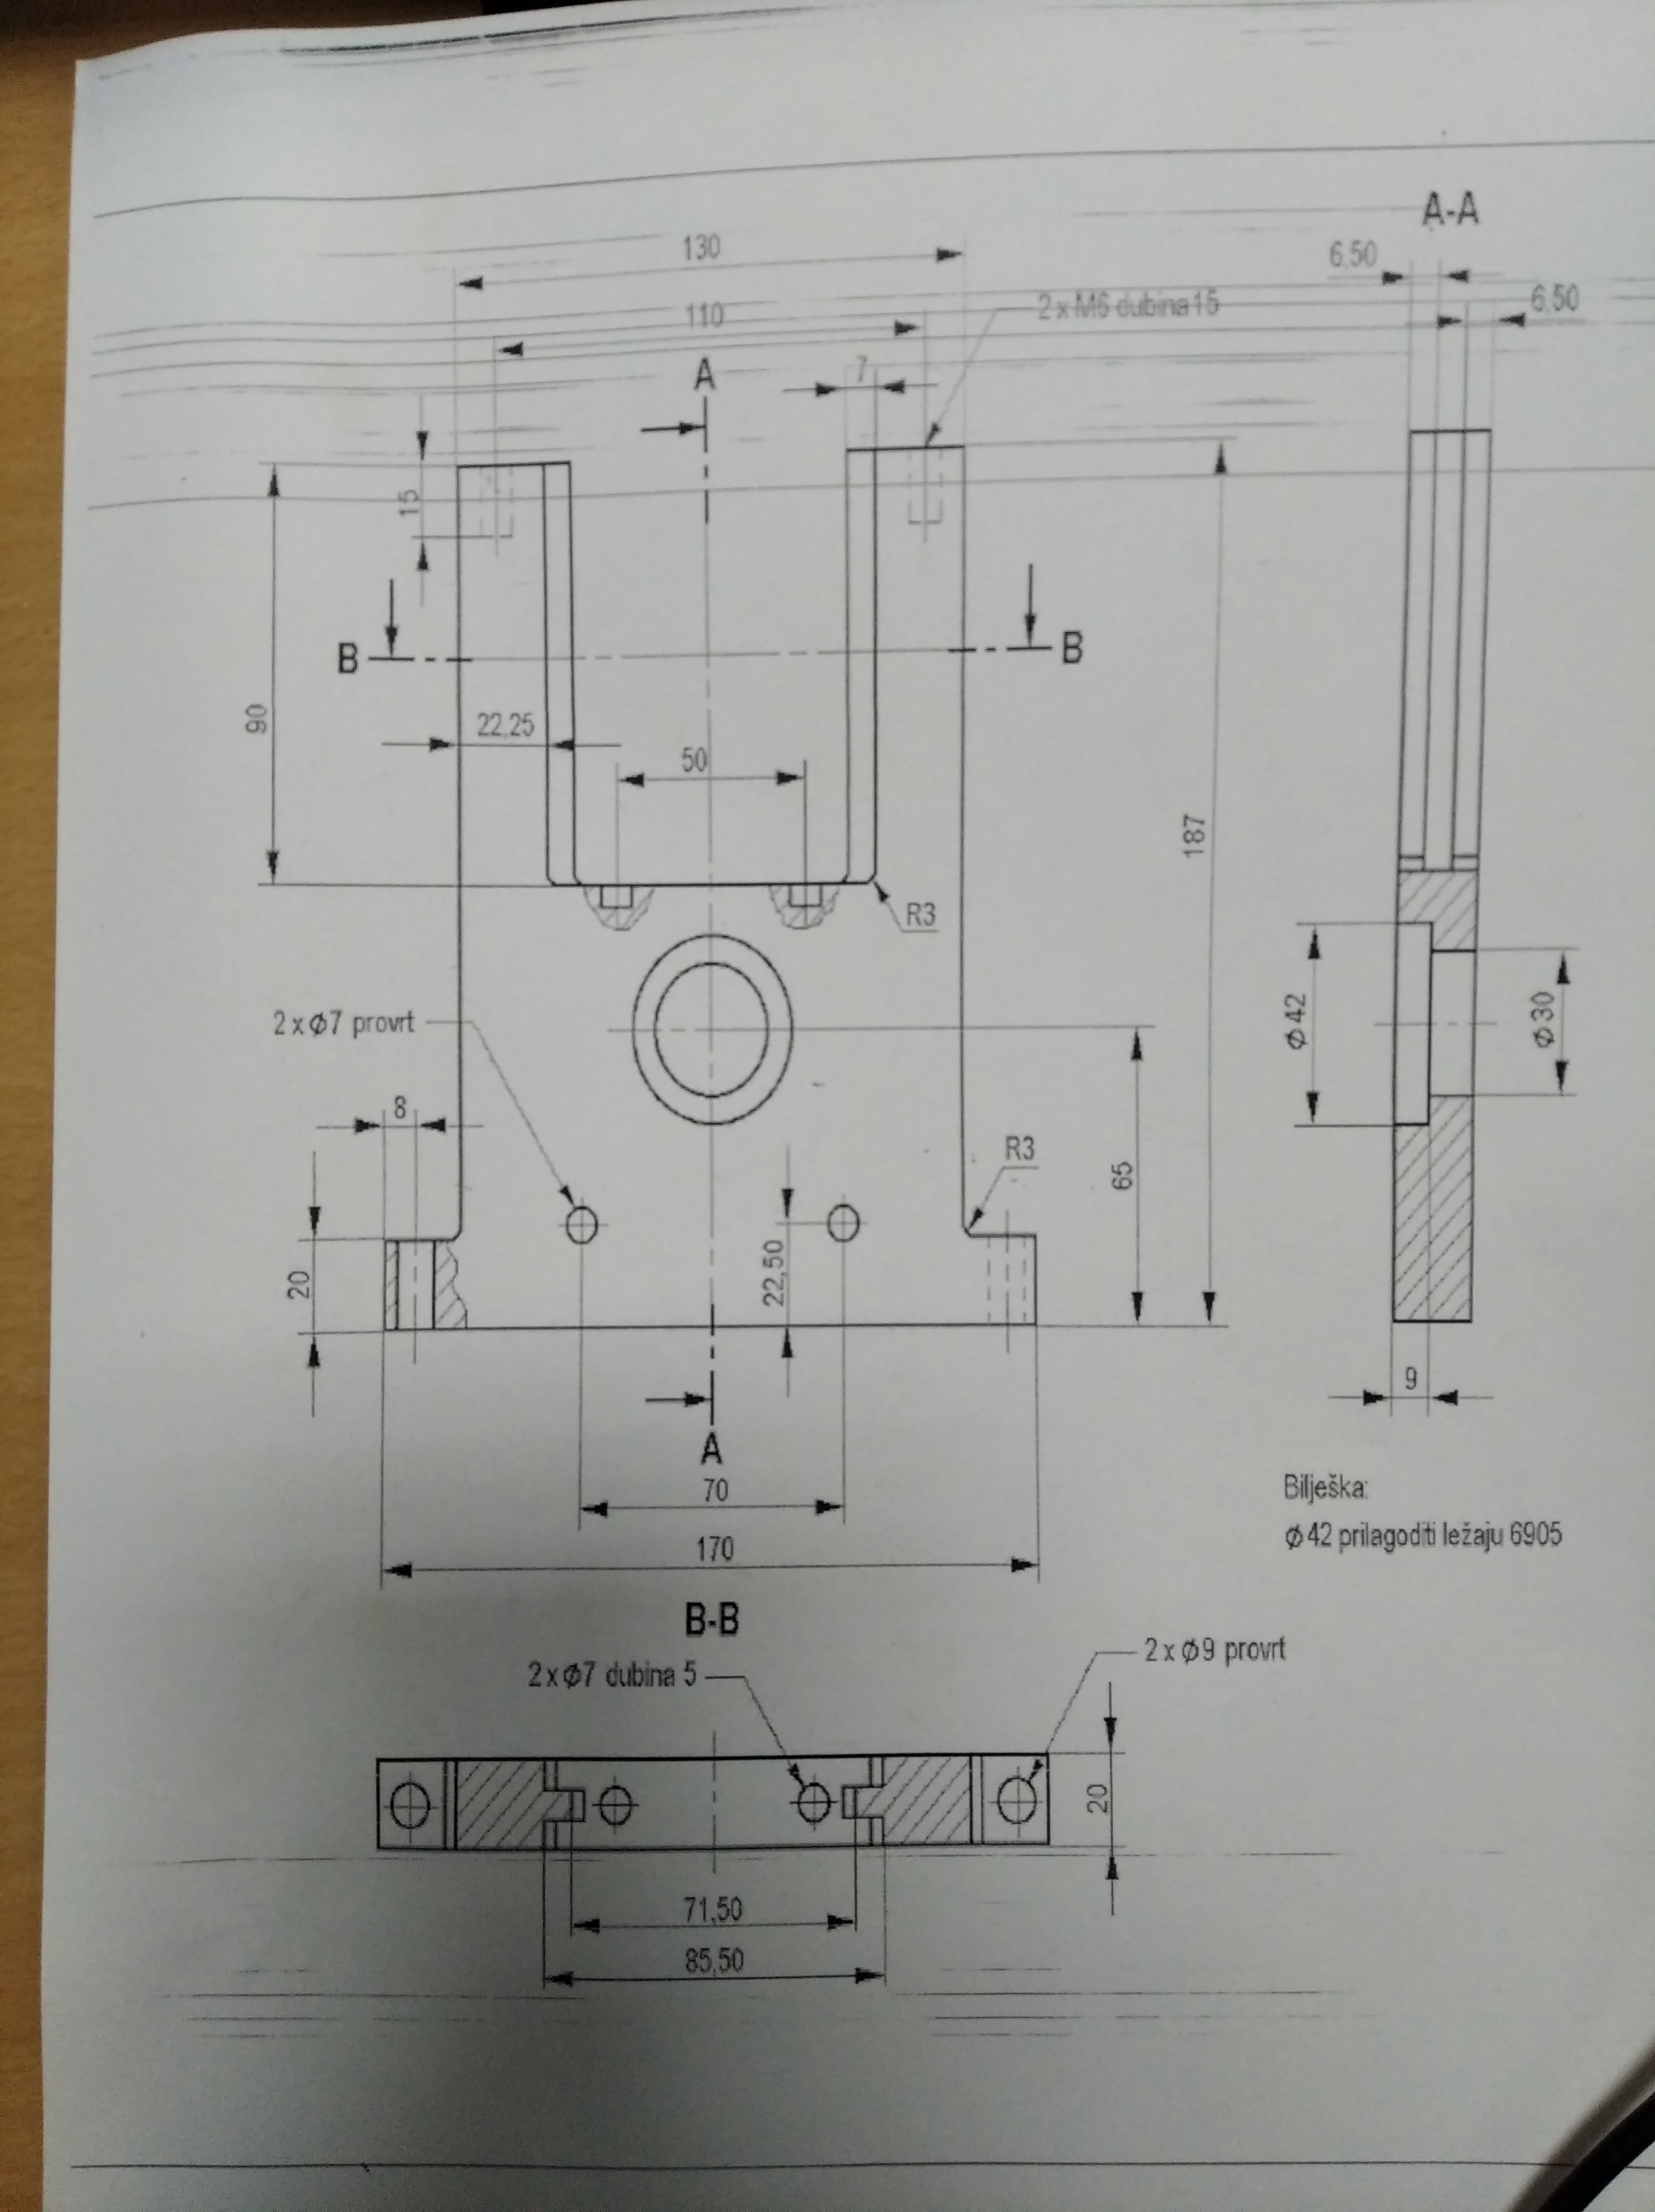 A-A
130
6,50
6,50
110
2 x M6 dubina 15
A
7
15
B
B
90
22,25
50
187
R3
2 x ϕ7 provrt
ϕ42
ϕ30
8
R3
65
20
22,50
9
A
70
Bilješka:
170
ϕ42 prilagoditi ležaju 6905
B-B
2 x ϕ9 provrt
2 x ϕ7 dubina 5
20
71,50
85,50